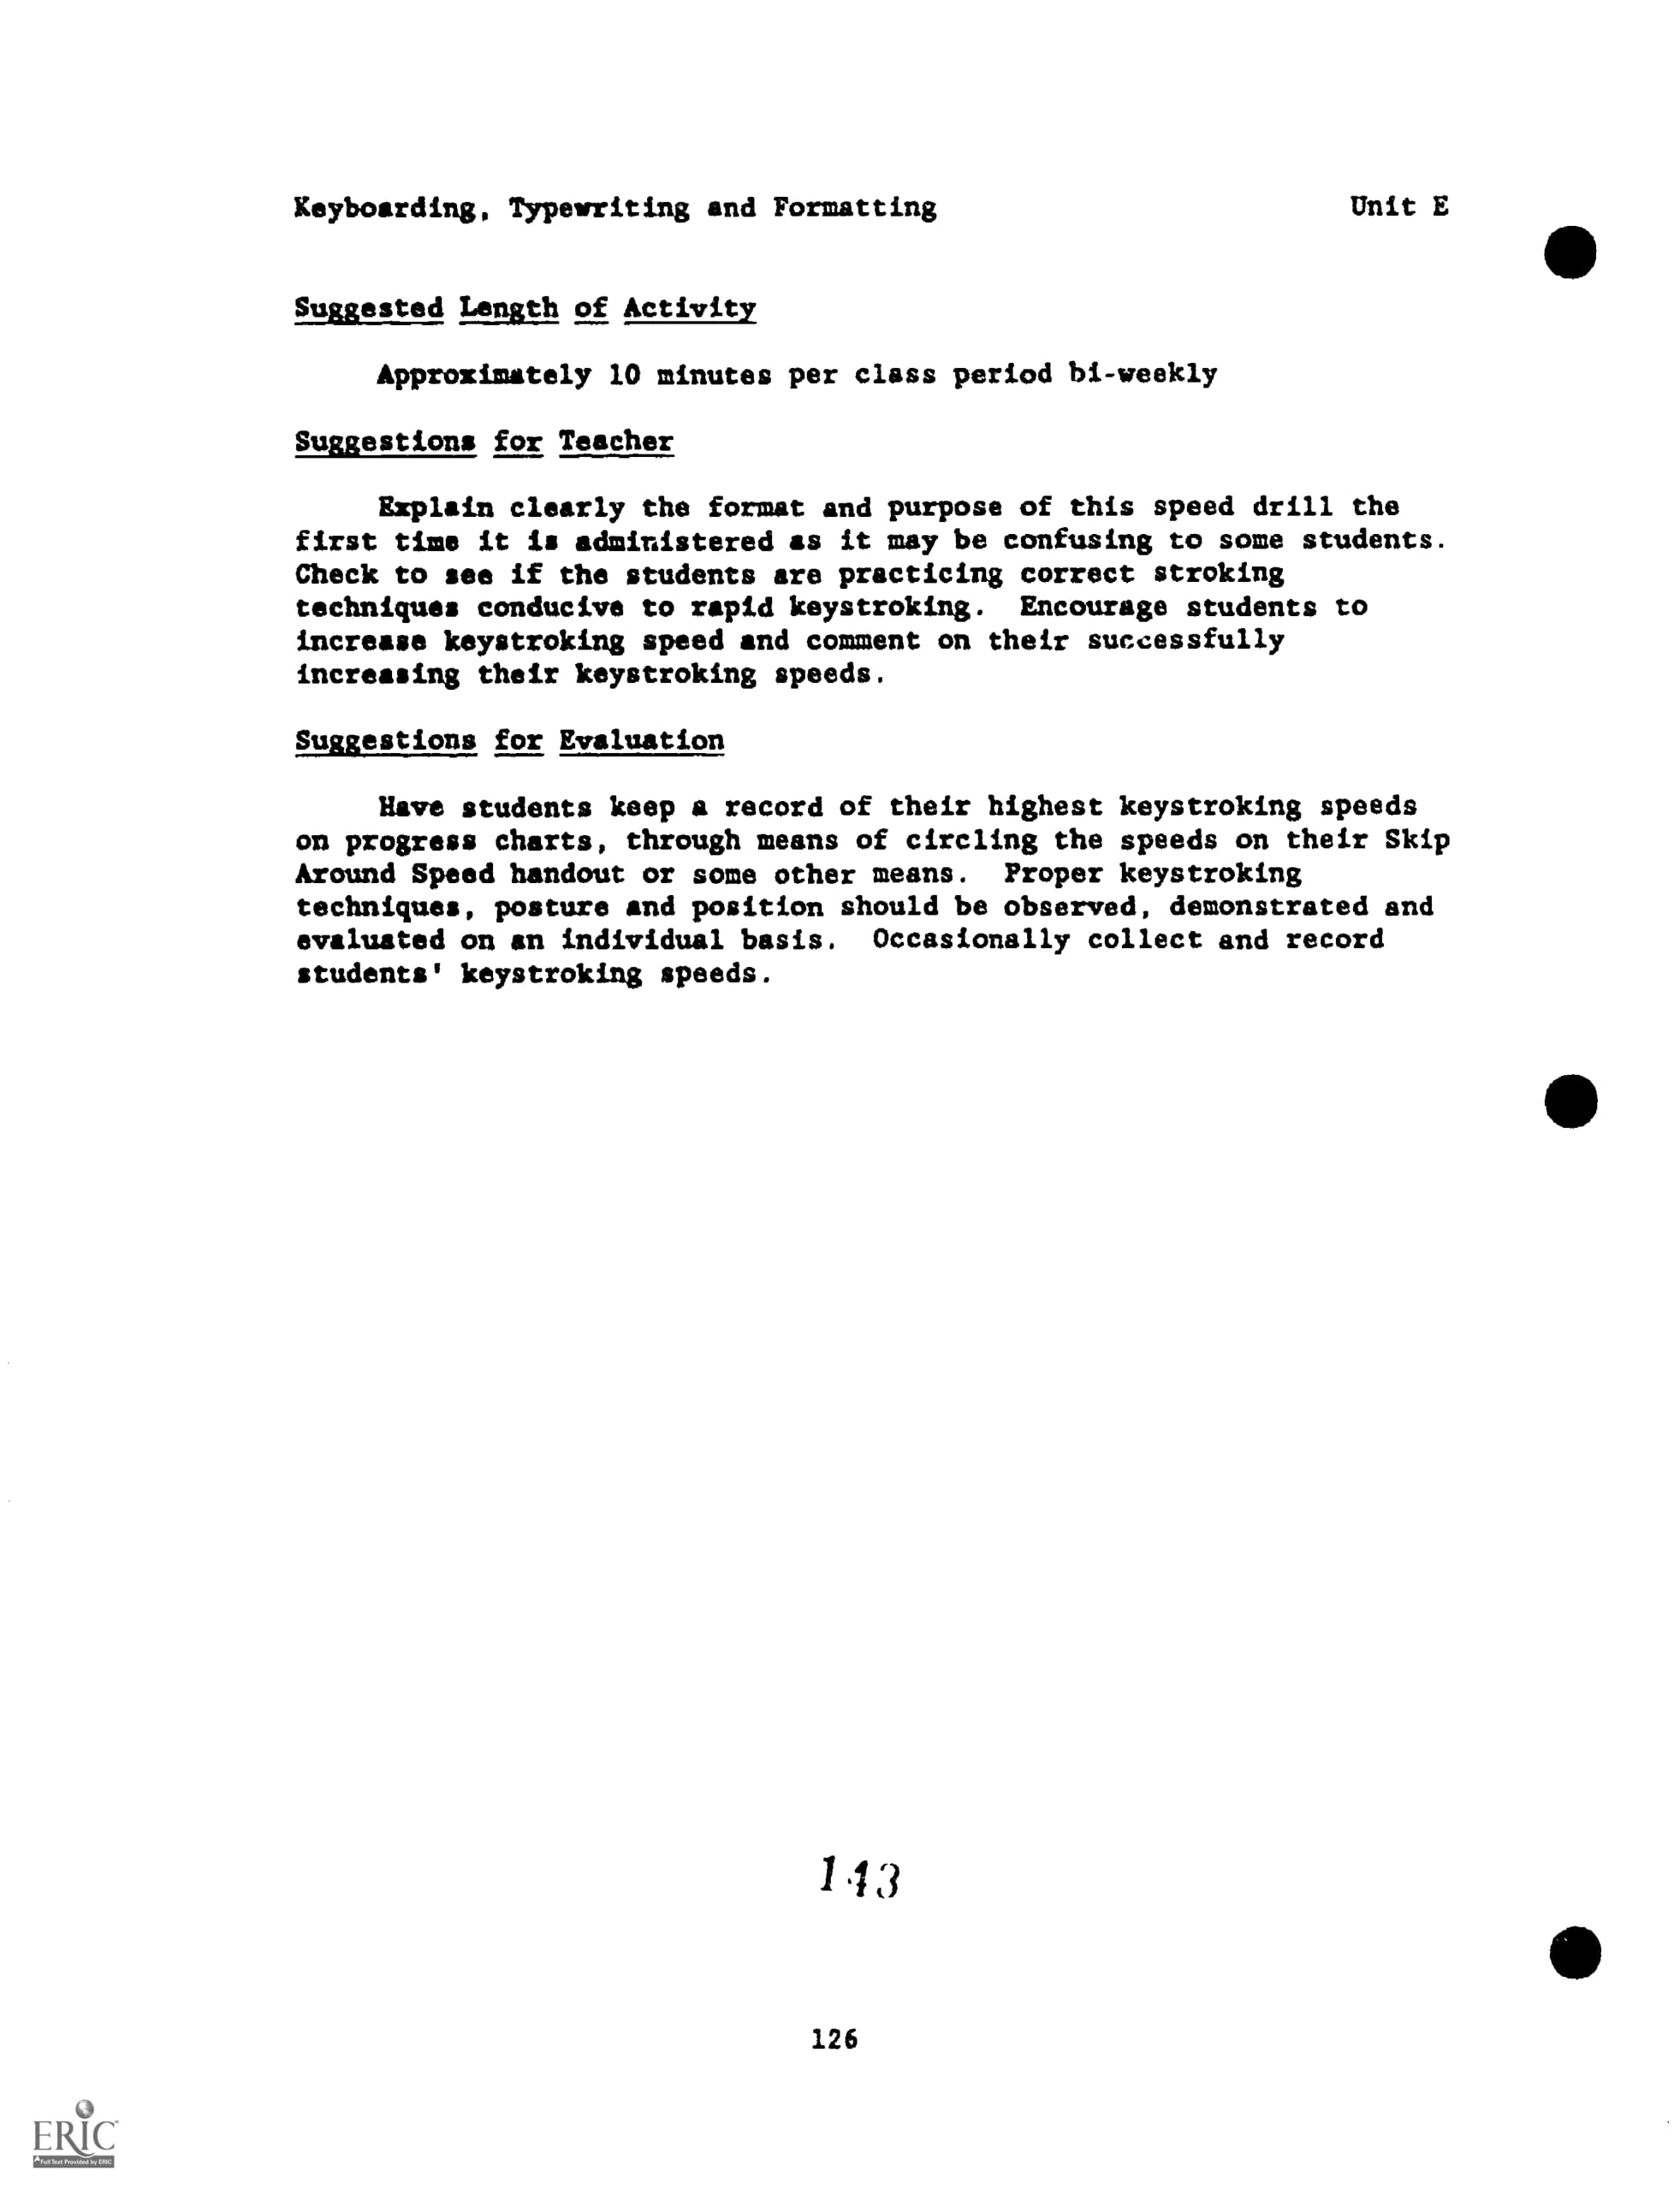 Keyboarding, Typewriting and Formatting Unit E
Suggested Length of Activity
Approximately 10 minutes per class period bi-weekly
Suggestions for Teacher
Explain clearly the format and purpose of this speed drill the
first time it is administered as it may be confusing to some students.
Check to see if the students are practicing correct stroking
techniques conducive to rapid keystroking. Encourage students to
increase keystroking speed and comment on their successfully
increasing their keystroking speeds.
Suggestions for Evaluation
Have students keep a record of their highest keystroking speeds
on progress charts, through means of circling the speeds on their Skip
Around Speed handout or some other means. Proper keystroking
techniques, posture and position should be observed, demonstrated and
evaluated on an individual basis. Occasionally collect and record
students' keystroking speeds.
143
126
ERIC
Full Text Provided by ERIC